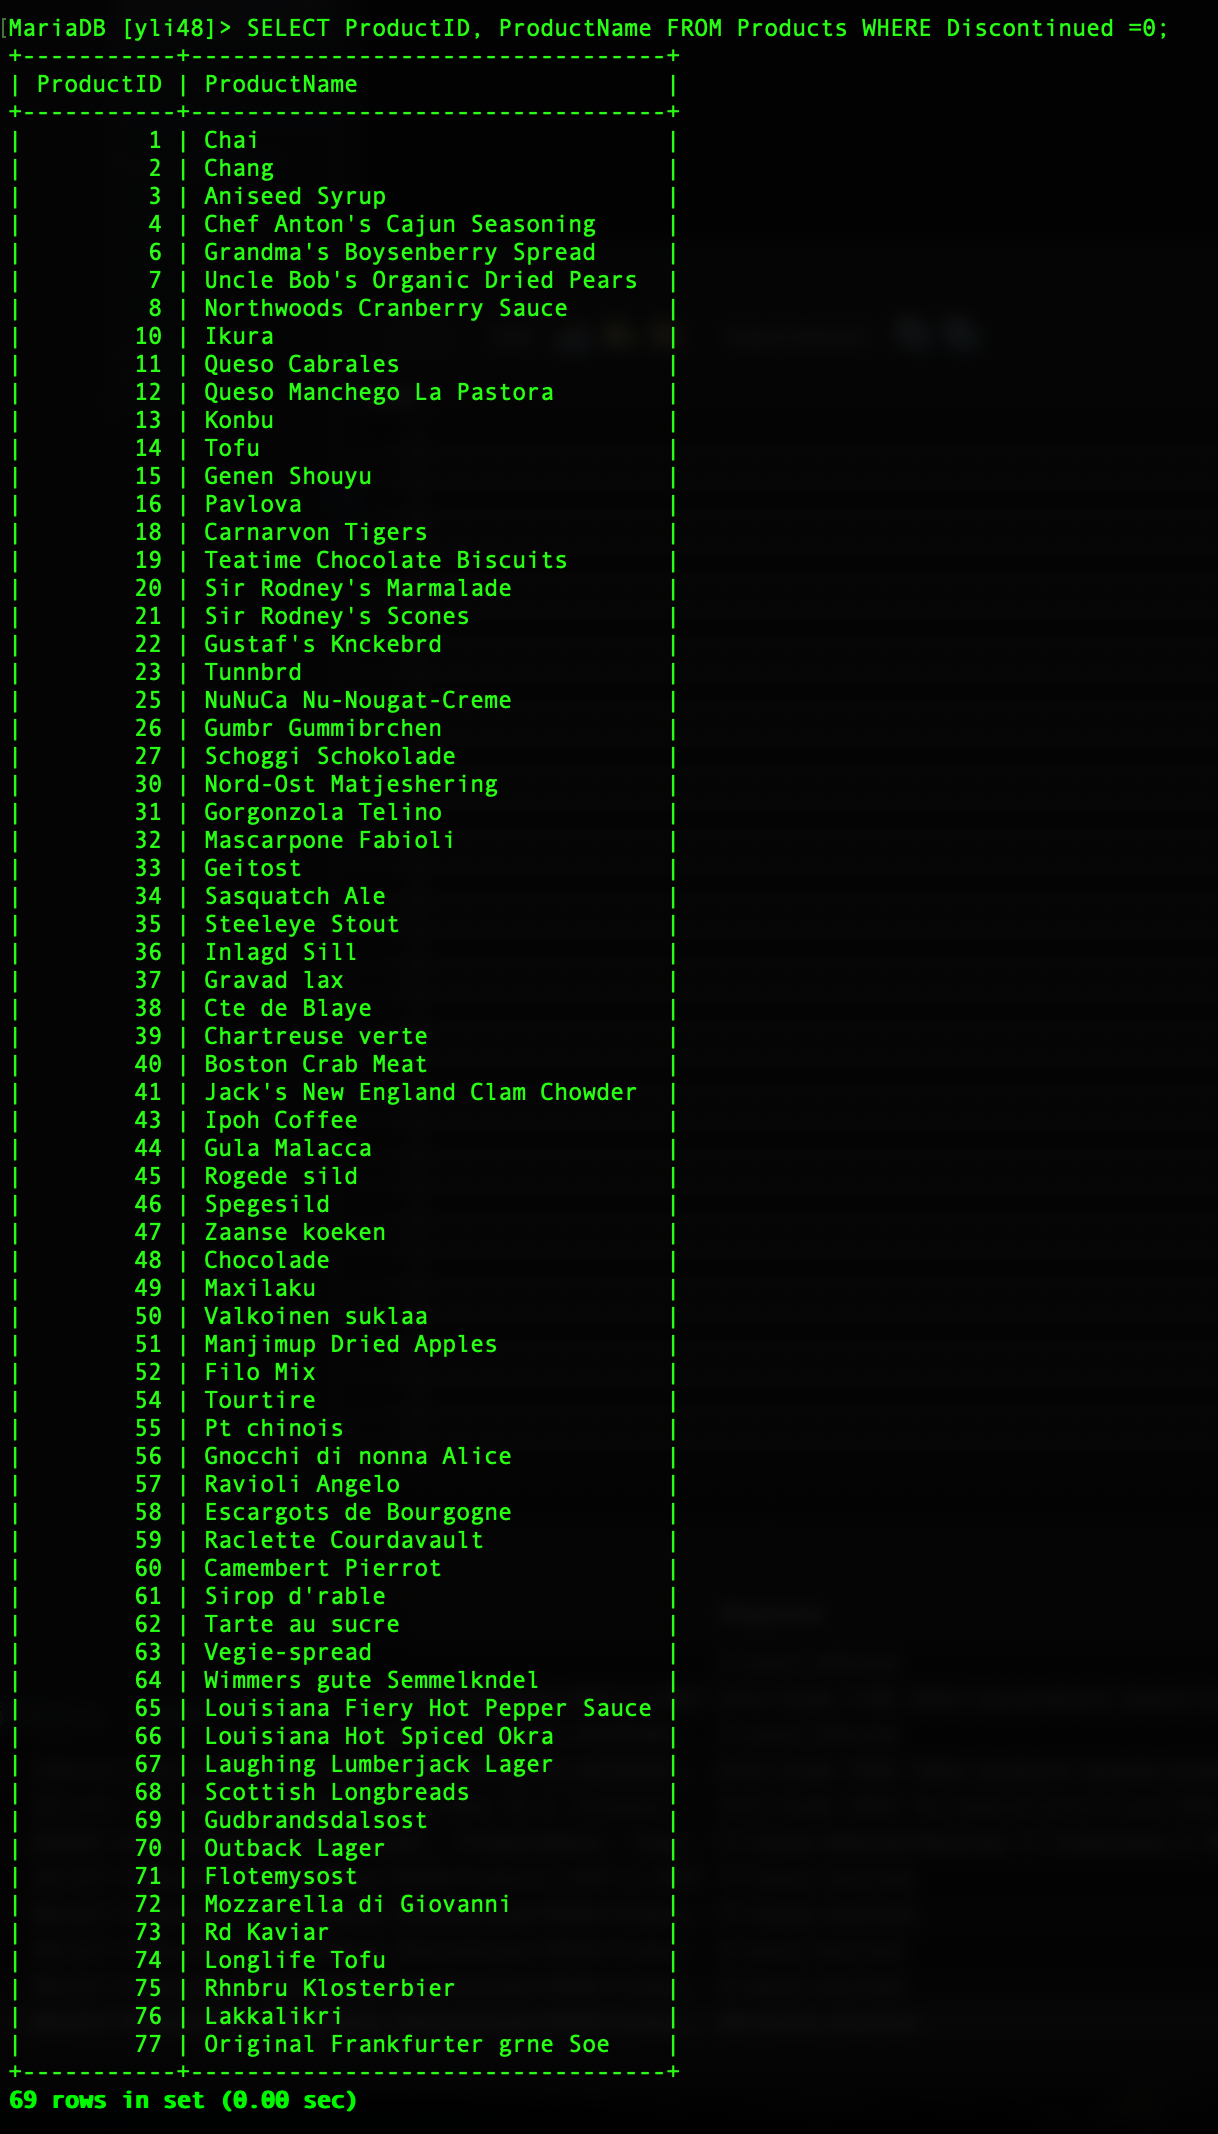 [MariaDB [yli48]> SELECT ProductID, ProductName FROM Products WHERE Discontinued =0;
+-----------+----------------------------------+
| ProductID | ProductName                      |
+-----------+----------------------------------+
|         1 | Chai                             |
|         2 | Chang                            |
|         3 | Aniseed Syrup                    |
|         4 | Chef Anton's Cajun Seasoning     |
|         6 | Grandma's Boysenberry Spread     |
|         7 | Uncle Bob's Organic Dried Pears  |
|         8 | Northwoods Cranberry Sauce       |
|        10 | Ikura                            |
|        11 | Queso Cabrales                   |
|        12 | Queso Manchego La Pastora        |
|        13 | Konbu                            |
|        14 | Tofu                             |
|        15 | Genen Shouyu                     |
|        16 | Pavlova                          |
|        18 | Carnarvon Tigers                 |
|        19 | Teatime Chocolate Biscuits       |
|        20 | Sir Rodney's Marmalade           |
|        21 | Sir Rodney's Scones              |
|        22 | Gustaf's Knckebrd                |
|        23 | Tunnbrd                          |
|        25 | NuNuCa Nu-Nougat-Creme           |
|        26 | Gumbr Gummibrchen                |
|        27 | Schoggi Schokolade               |
|        30 | Nord-Ost Matjeshering            |
|        31 | Gorgonzola Telino                |
|        32 | Mascarpone Fabioli               |
|        33 | Geitost                          |
|        34 | Sasquatch Ale                    |
|        35 | Steeleye Stout                   |
|        36 | Inlagd Sill                      |
|        37 | Gravad lax                       |
|        38 | Cte de Blaye                     |
|        39 | Chartreuse verte                 |
|        40 | Boston Crab Meat                 |
|        41 | Jack's New England Clam Chowder  |
|        43 | Ipoh Coffee                      |
|        44 | Gula Malacca                     |
|        45 | Rogede sild                      |
|        46 | Spegesild                        |
|        47 | Zaanse koeken                    |
|        48 | Chocolade                        |
|        49 | Maxilaku                         |
|        50 | Valkoinen suklaa                 |
|        51 | Manjimup Dried Apples            |
|        52 | Filo Mix                         |
|        54 | Tourtire                         |
|        55 | Pt chinois                       |
|        56 | Gnocchi di nonna Alice           |
|        57 | Ravioli Angelo                   |
|        58 | Escargots de Bourgogne           |
|        59 | Raclette Courdavault             |
|        60 | Camembert Pierrot                |
|        61 | Sirop d'rable                    |
|        62 | Tarte au sucre                   |
|        63 | Vegie-spread                     |
|        64 | Wimmers gute Semmelkndel         |
|        65 | Louisiana Fiery Hot Pepper Sauce |
|        66 | Louisiana Hot Spiced Okra        |
|        67 | Laughing Lumberjack Lager        |
|        68 | Scottish Longbreads              |
|        69 | Gudbrandsdalsost                 |
|        70 | Outback Lager                    |
|        71 | Flotemysost                      |
|        72 | Mozzarella di Giovanni           |
|        73 | Rd Kaviar                        |
|        74 | Longlife Tofu                    |
|        75 | Rhnbru Klosterbier               |
|        76 | Lakkalikri                       |
|        77 | Original Frankfurter grne Soe    |
+-----------+----------------------------------+
69 rows in set (0.00 sec)